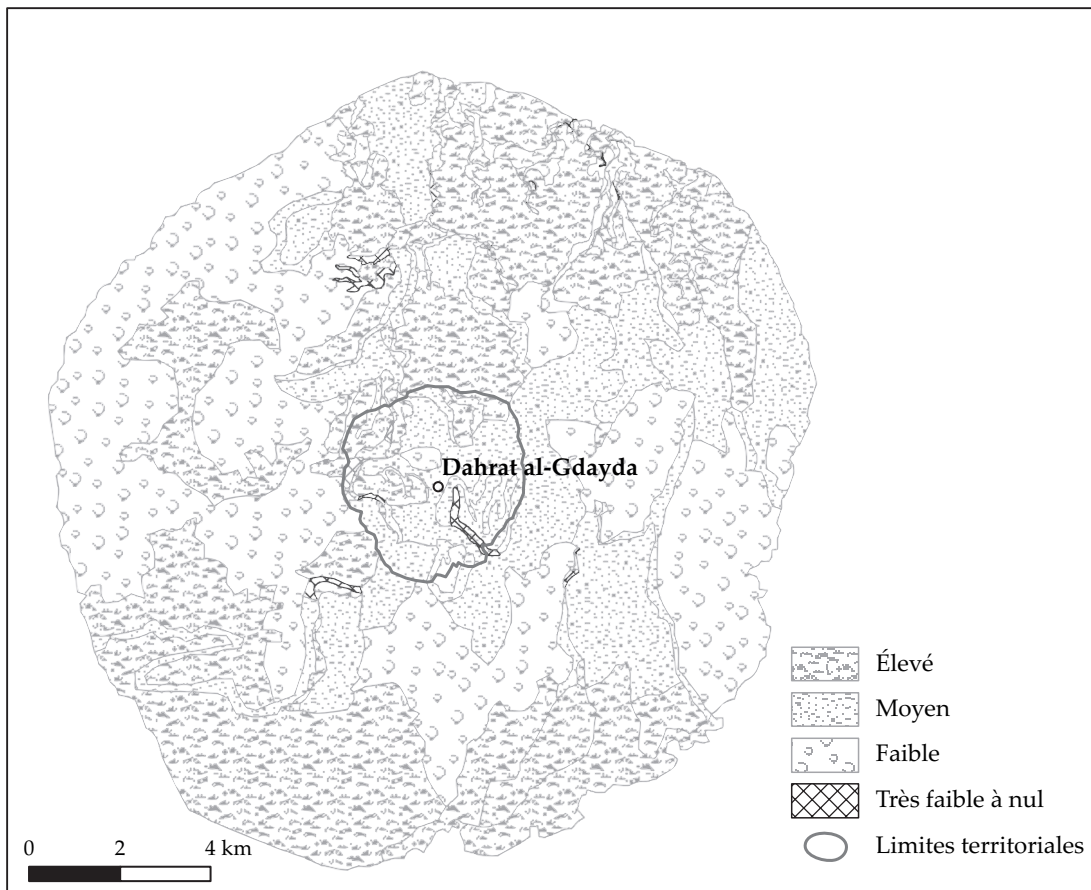 Dahrat al-Gdayda
Élevé
Moyen
Faible
Très faible à nul
Limites territoriales
0 2 4 km